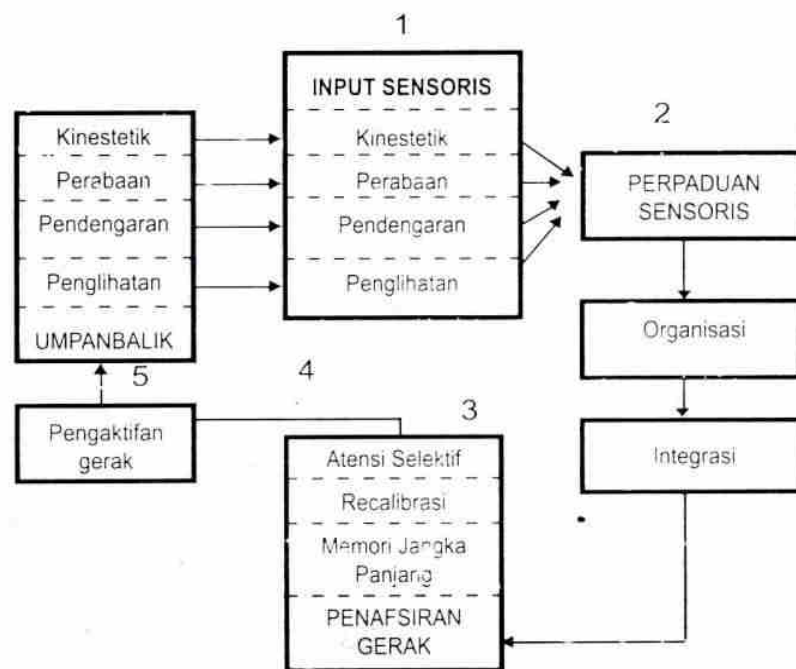 1
INPUT SENSORIS
Kinestetik
Perabaan
Pendengaran
Penglihatan
Kinestetik
Perabaan
Pendengaran
Penglihatan
UMPANBALIK
2
PERPADUAN
SENSORIS
Organisasi
Integrasi
3
Atensi Selektif
Recalibrasi
Memori Jangka
Panjang
PENAFSIRAN
GERAK
4
5
Pengaktifan
gerak